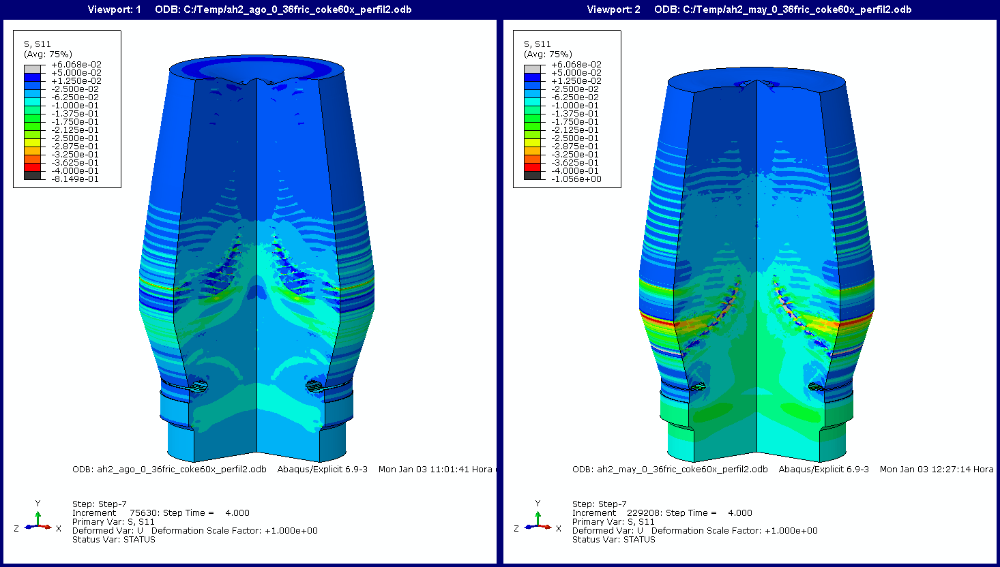 Viewport: 1 ODB: C:/Temp/ah2_ago_0_36fric_coke60x_perfil2.odb
S, S11
(Avg: 75%)
+6.068e-02
+5.000e-02
+1.250e-02
-2.500e-02
-6.250e-02
-1.000e-01
-1.375e-01
-1.750e-01
-2.125e-01
-2.500e-01
-2.875e-01
-3.250e-01
-3.625e-01
-4.000e-01
-8.149e-01
ODB: ah2_ago_0_36fric_coke60x_perfil2.odb Abaqus/Explicit 6.9-3 Mon Jan 03 11:01:41 Hora
Y
Z
X
Step: Step-7
Increment 75630: Step Time = 4.000
Primary Var: S, S11
Deformed Var: U Deformation Scale Factor: +1.000e+00
Status Var: STATUS
Viewport: 2 ODB: C:/Temp/ah2_may_0_36fric_coke60x_perfil2.odb
S, S11
(Avg: 75%)
+6.068e-02
+5.000e-02
+1.250e-02
-2.500e-02
-6.250e-02
-1.000e-01
-1.375e-01
-1.750e-01
-2.125e-01
-2.500e-01
-2.875e-01
-3.250e-01
-3.625e-01
-4.000e-01
-1.056e+00
ODB: ah2_may_0_36fric_coke60x_perfil2.odb Abaqus/Explicit 6.9-3 Mon Jan 03 12:27:14 Hora
Y
Z
X
Step: Step-7
Increment 229208: Step Time = 4.000
Primary Var: S, S11
Deformed Var: U Deformation Scale Factor: +1.000e+00
Status Var: STATUS